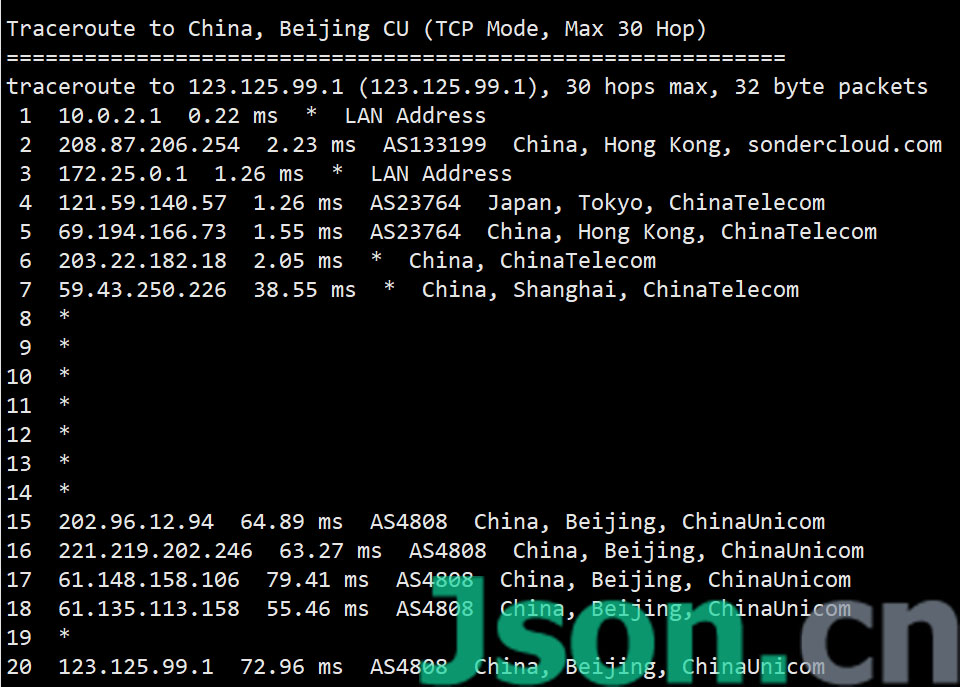 Traceroute to China, Beijing CU (TCP Mode, Max 30 Hop)
============================================================
traceroute to 123.125.99.1 (123.125.99.1), 30 hops max, 32 byte packets
1 10.0.2.1 0.22 ms * LAN Address
2 208.87.206.254 2.23 ms AS133199 China, Hong Kong, sondercloud.com
3 172.25.0.1 1.26 ms * LAN Address
4 121.59.140.57 1.26 ms AS23764 Japan, Tokyo, ChinaTelecom
5 69.194.166.73 1.55 ms AS23764 China, Hong Kong, ChinaTelecom
6 203.22.182.18 2.05 ms * China, ChinaTelecom
7 59.43.250.226 38.55 ms * China, Shanghai, ChinaTelecom
8 *
9 *
10 *
11 *
12 *
13 *
14 *
15 202.96.12.94 64.89 ms AS4808 China, Beijing, ChinaUnicom
16 221.219.202.246 63.27 ms AS4808 China, Beijing, ChinaUnicom
17 61.148.158.106 79.41 ms AS4808 China, Beijing, ChinaUnicom
18 61.135.113.158 55.46 ms AS4808 China, Beijing, ChinaUnicom
19 *
20 123.125.99.1 72.96 ms AS4808 China, Beijing, ChinaUnicom
Json.cn